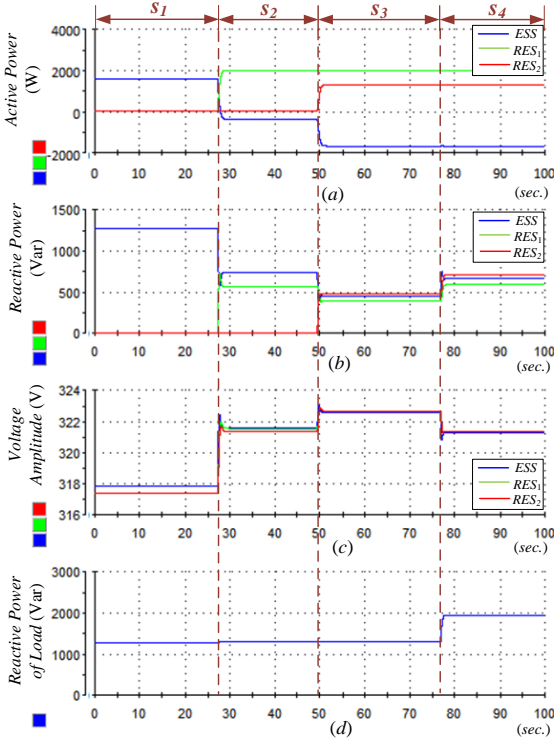 S1 S2 S3 S4
Active Power
(W)
4000
2000
0
-2000
ESS
RES1
RES2
0 10 20 30 40 50 60 70 80 90 100
(a) (sec.)
Reactive Power
(Var)
1500
1000
500
0
ESS
RES1
RES2
0 10 20 30 40 50 60 70 80 90 100
(b) (sec.)
Voltage
Amplitude (V)
324
322
320
318
316
ESS
RES1
RES2
0 10 20 30 40 50 60 70 80 90 100
(c) (sec.)
Reactive Power
of Load (Var)
3000
2000
1000
0
0 10 20 30 40 50 60 70 80 90 100
(d) (sec.)